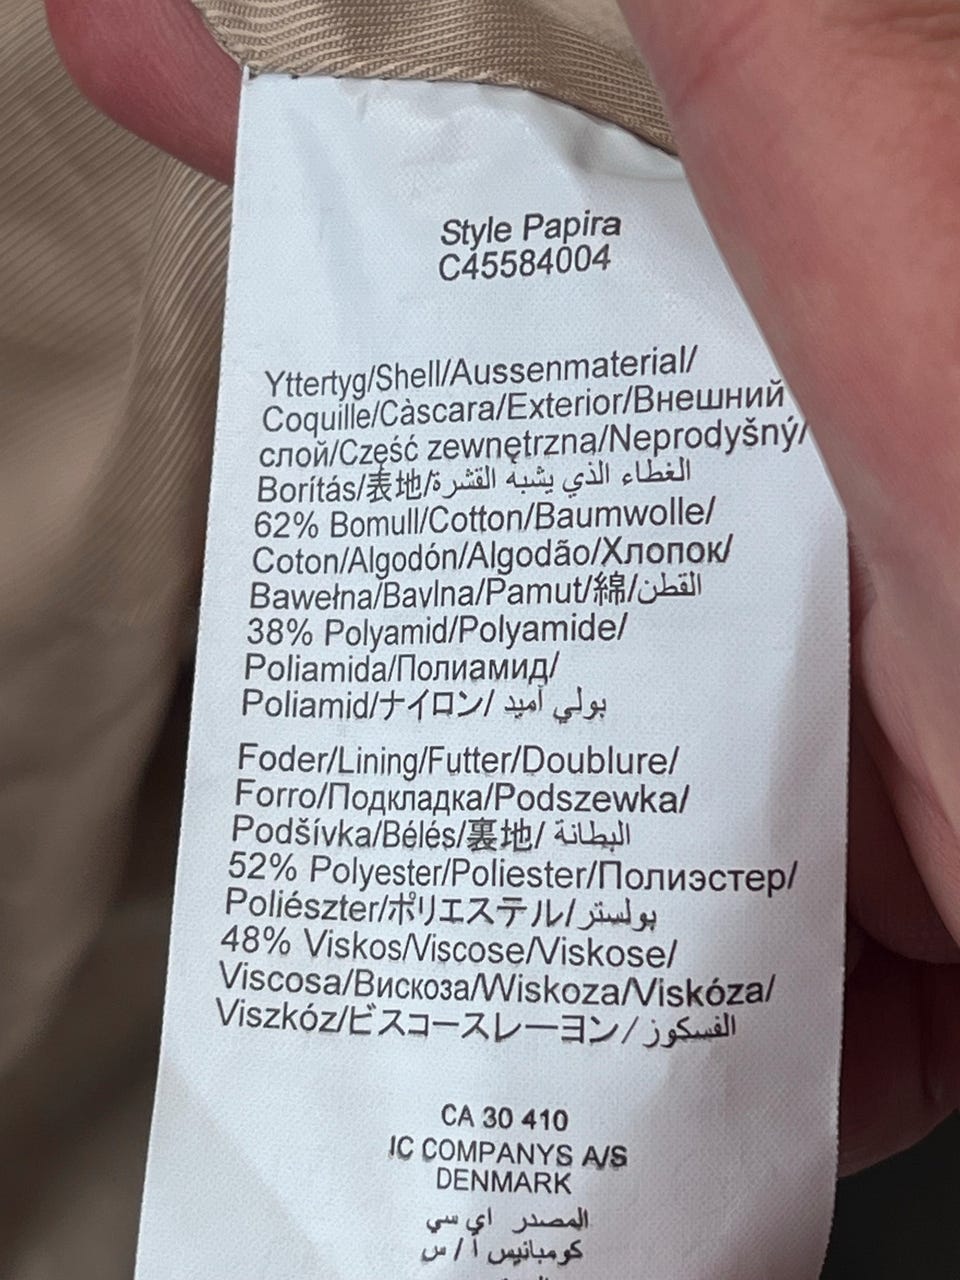 Style Papira
C45584004
Yttertyg/Shell/Aussenmaterial/
Coquille/Càscara/Exterior/Внешний
слой/Część zewnętrzna/Neprodyšný/
Borítás/表地/الغطاء الذي يشبه القشرة
62% Bomull/Cotton/Baumwolle/
Coton/Algodón/Algodão/Хлопок/
Bawełna/Bavlna/Pamut/綿/القطن
38% Polyamid/Polyamide/
Poliamida/Полиамид/
Poliamid/ナイロン/ بولي أميد
Foder/Lining/Futter/Doublure/
Forro/Подкладка/Podszewka/
Podšívka/Bélés/裏地/ البطانة
52% Polyester/Poliester/Полиэстер/
Poliészter/ポリエステル/بولستر
48% Viskos/Viscose/Viskose/
Viscosa/Вискоза/Wiskoza/Viskóza/
Viszkóz/ビスコースレーヨン/الفسكوز
CA 30 410
IC COMPANYS A/S
DENMARK
المصدر اي سي
كومبانيس أ / س